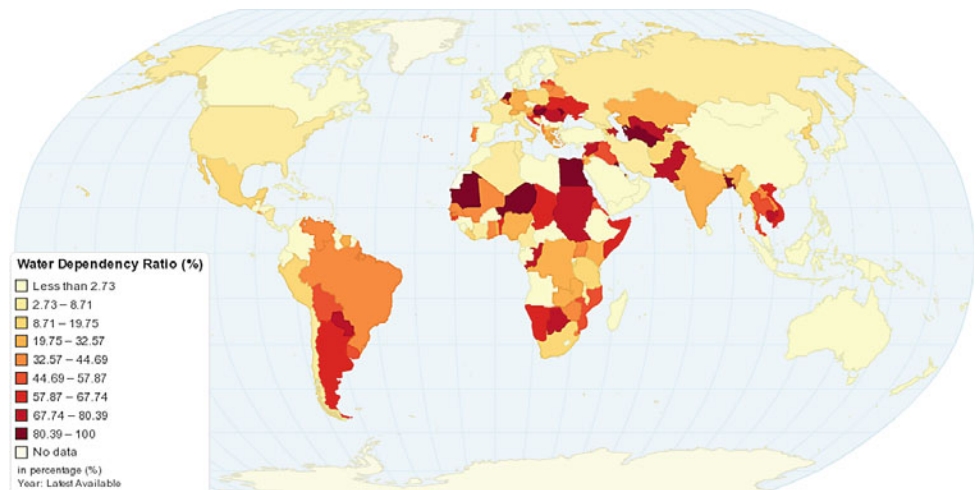 Water Dependency Ratio (%)
Less than 2.73
2.73 – 8.71
8.71 – 19.75
19.75 – 32.57
32.57 – 44.69
44.69 – 57.87
57.87 – 67.74
67.74 – 80.39
80.39 – 100
No data
in percentage (%)
Year: Latest Available